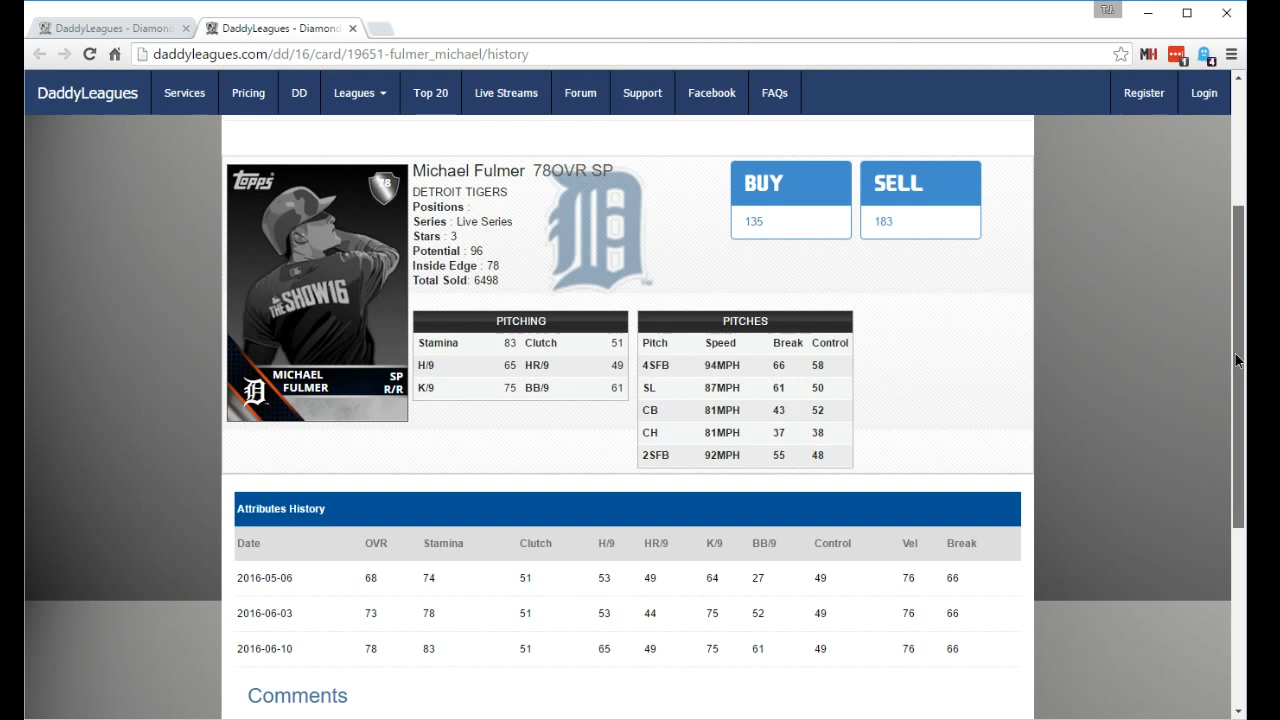 T.J.
DaddyLeagues - Diamond
DaddyLeagues - Diamond
daddyleagues.com/dd/16/card/19651-fulmer_michael/history
MH 1 4
DaddyLeagues Services Pricing DD Leagues Top 20 Live Streams Forum Support Facebook FAQs Register Login
Topps
78
THE SHOW16
MICHAEL SP
FULMER R/R
Michael Fulmer 78OVR SP
DETROIT TIGERS
Positions :
Series : Live Series
Stars : 3
Potential : 96
Inside Edge : 78
Total Sold: 6498
BUY
135
SELL
183
PITCHING
Stamina 83 Clutch 51
H/9 65 HR/9 49
K/9 75 BB/9 61
PITCHES
Pitch Speed Break Control
4SFB 94MPH 66 58
SL 87MPH 61 50
CB 81MPH 43 52
CH 81MPH 37 38
2SFB 92MPH 55 48
Attributes History
Date OVR Stamina Clutch H/9 HR/9 K/9 BB/9 Control Vel Break
2016-05-06 68 74 51 53 49 64 27 49 76 66
2016-06-03 73 78 51 53 44 75 52 49 76 66
2016-06-10 78 83 51 65 49 75 61 49 76 66
Comments